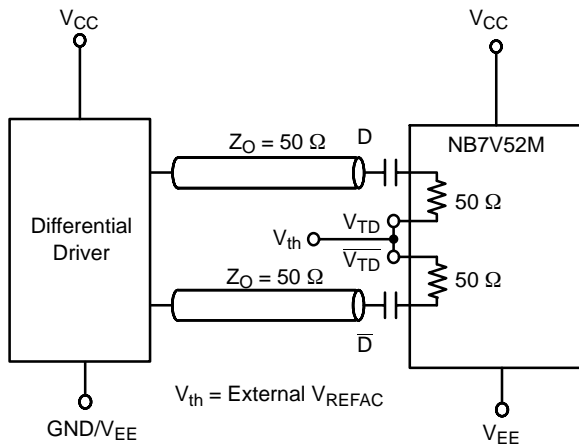 V_CC
V_CC
NB7V52M
Z_O = 50 Ω
D
50 Ω
Differential
Driver
V_th
V_TD
V̅_T̅D̅
50 Ω
Z_O = 50 Ω
D̅
V_th = External V_REFAC
GND/V_EE
V_EE